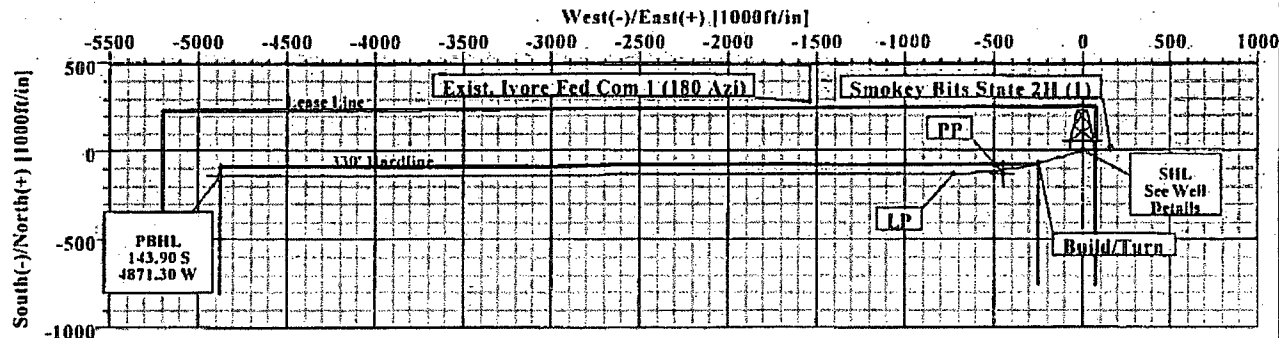 West(-)/East(+) [1000ft/in]
-5500 -5000 -4500 -4000 -3500 -3000 -2500 -2000 -1500 -1000 -500 0 500 1000
South(-)/North(+) [1000ft/in]
500
0
-500
-1000
Lease Line
Exist. Ivore Fed Com 1 (180 Azi)
Smokey Bits State 2H (1)
PP
330' Hardline
SHL
See Well
Details
LP
Build/Turn
PBHL
143.90 S
4871.30 W